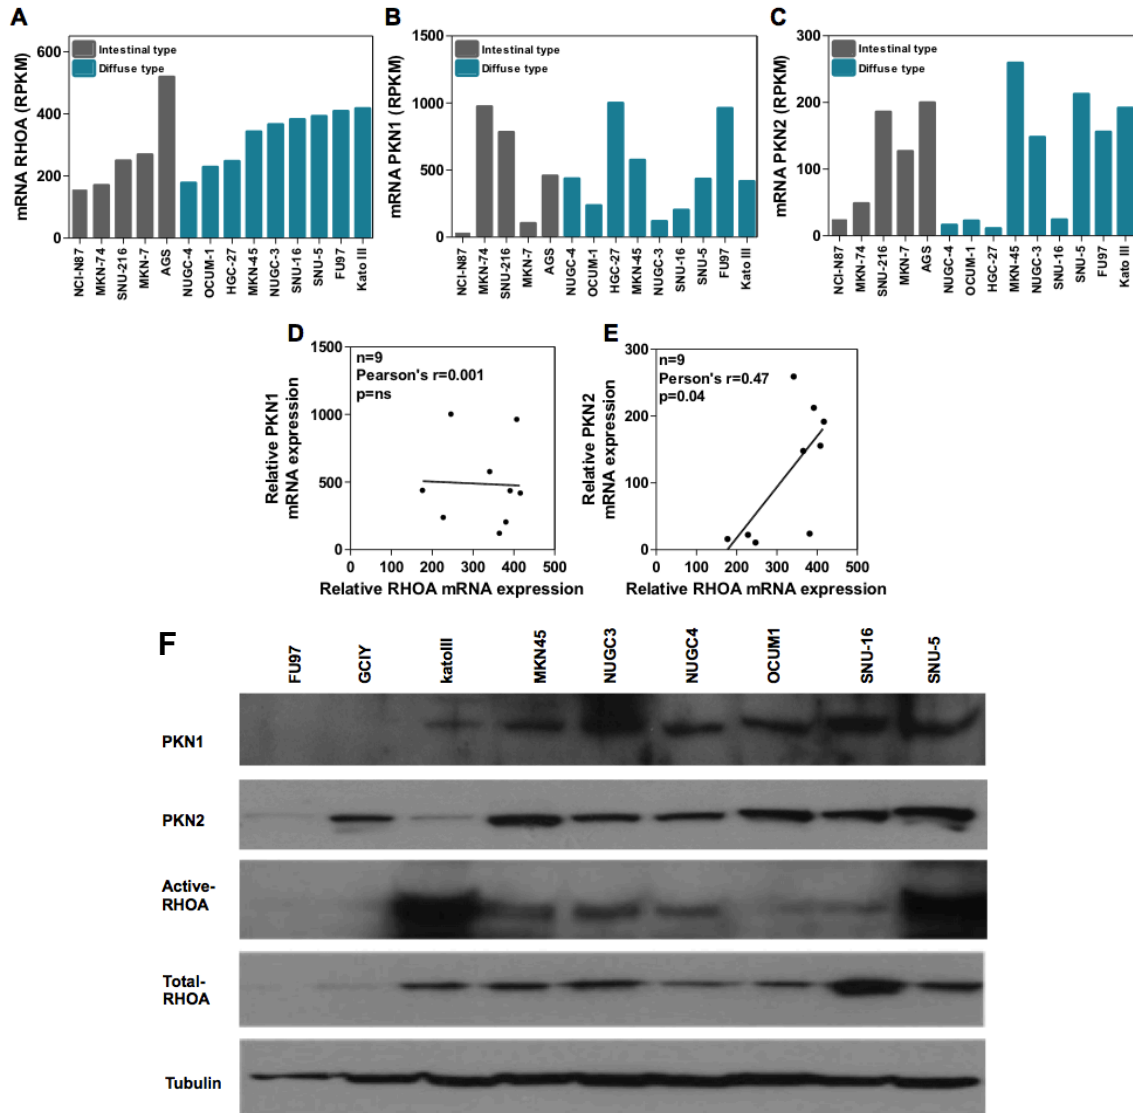 A
mRNA RHOA (RPKM)
600
400
200
0
Intestinal type
Diffuse type
NCI-N87
MKN-74
SNU-216
MKN-7
AGS
NUGC-4
OCUM-1
HGC-27
MKN-45
NUGC-3
SNU-16
SNU-5
FU97
Kato III
B
mRNA PKN1 (RPKM)
1500
1000
500
0
Intestinal type
Diffuse type
NCI-N87
MKN-74
SNU-216
MKN-7
AGS
NUGC-4
OCUM-1
HGC-27
MKN-45
NUGC-3
SNU-16
SNU-5
FU97
Kato III
C
mRNA PKN2 (RPKM)
300
200
100
0
Intestinal type
Diffuse type
NCI-N87
MKN-74
SNU-216
MKN-7
AGS
NUGC-4
OCUM-1
HGC-27
MKN-45
NUGC-3
SNU-16
SNU-5
FU97
Kato III
D
Relative PKN1
mRNA expression
1500
1000
500
0
n=9
Pearson's r=0.001
p=ns
0 100 200 300 400 500
Relative RHOA mRNA expression
E
Relative PKN2
mRNA expression
300
200
100
0
n=9
Person's r=0.47
p=0.04
0 100 200 300 400 500
Relative RHOA mRNA expression
F
FU97
GCIY
katoIII
MKN45
NUGC3
NUGC4
OCUM1
SNU-16
SNU-5
PKN1
PKN2
Active-
RHOA
Total-
RHOA
Tubulin